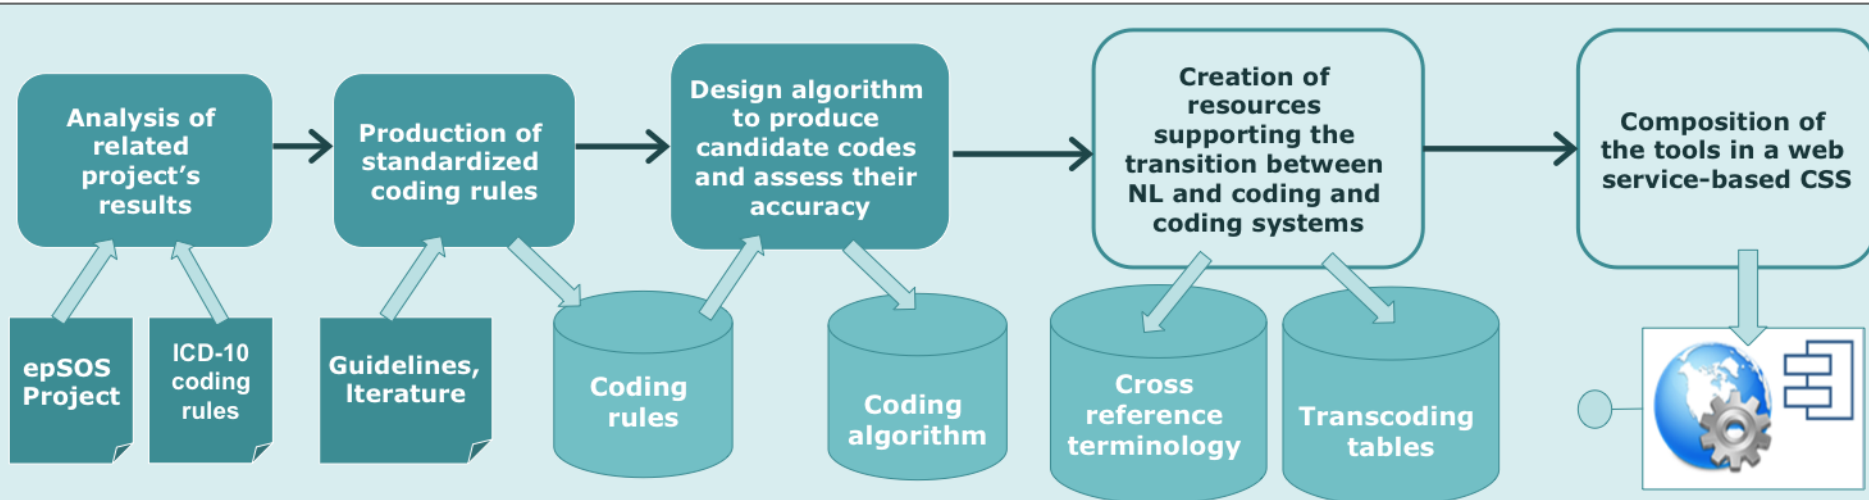 Analysis of
related
project's
results
Production of
standardized
coding rules
Design algorithm
to produce
candidate codes
and assess their
accuracy
Creation of
resources
supporting the
transition between
NL and coding and
coding systems
Composition of
the tools in a web
service-based CSS
epSOS
Project
ICD-10
coding
rules
Guidelines,
lterature
Coding
rules
Coding
algorithm
Cross
reference
terminology
Transcoding
tables